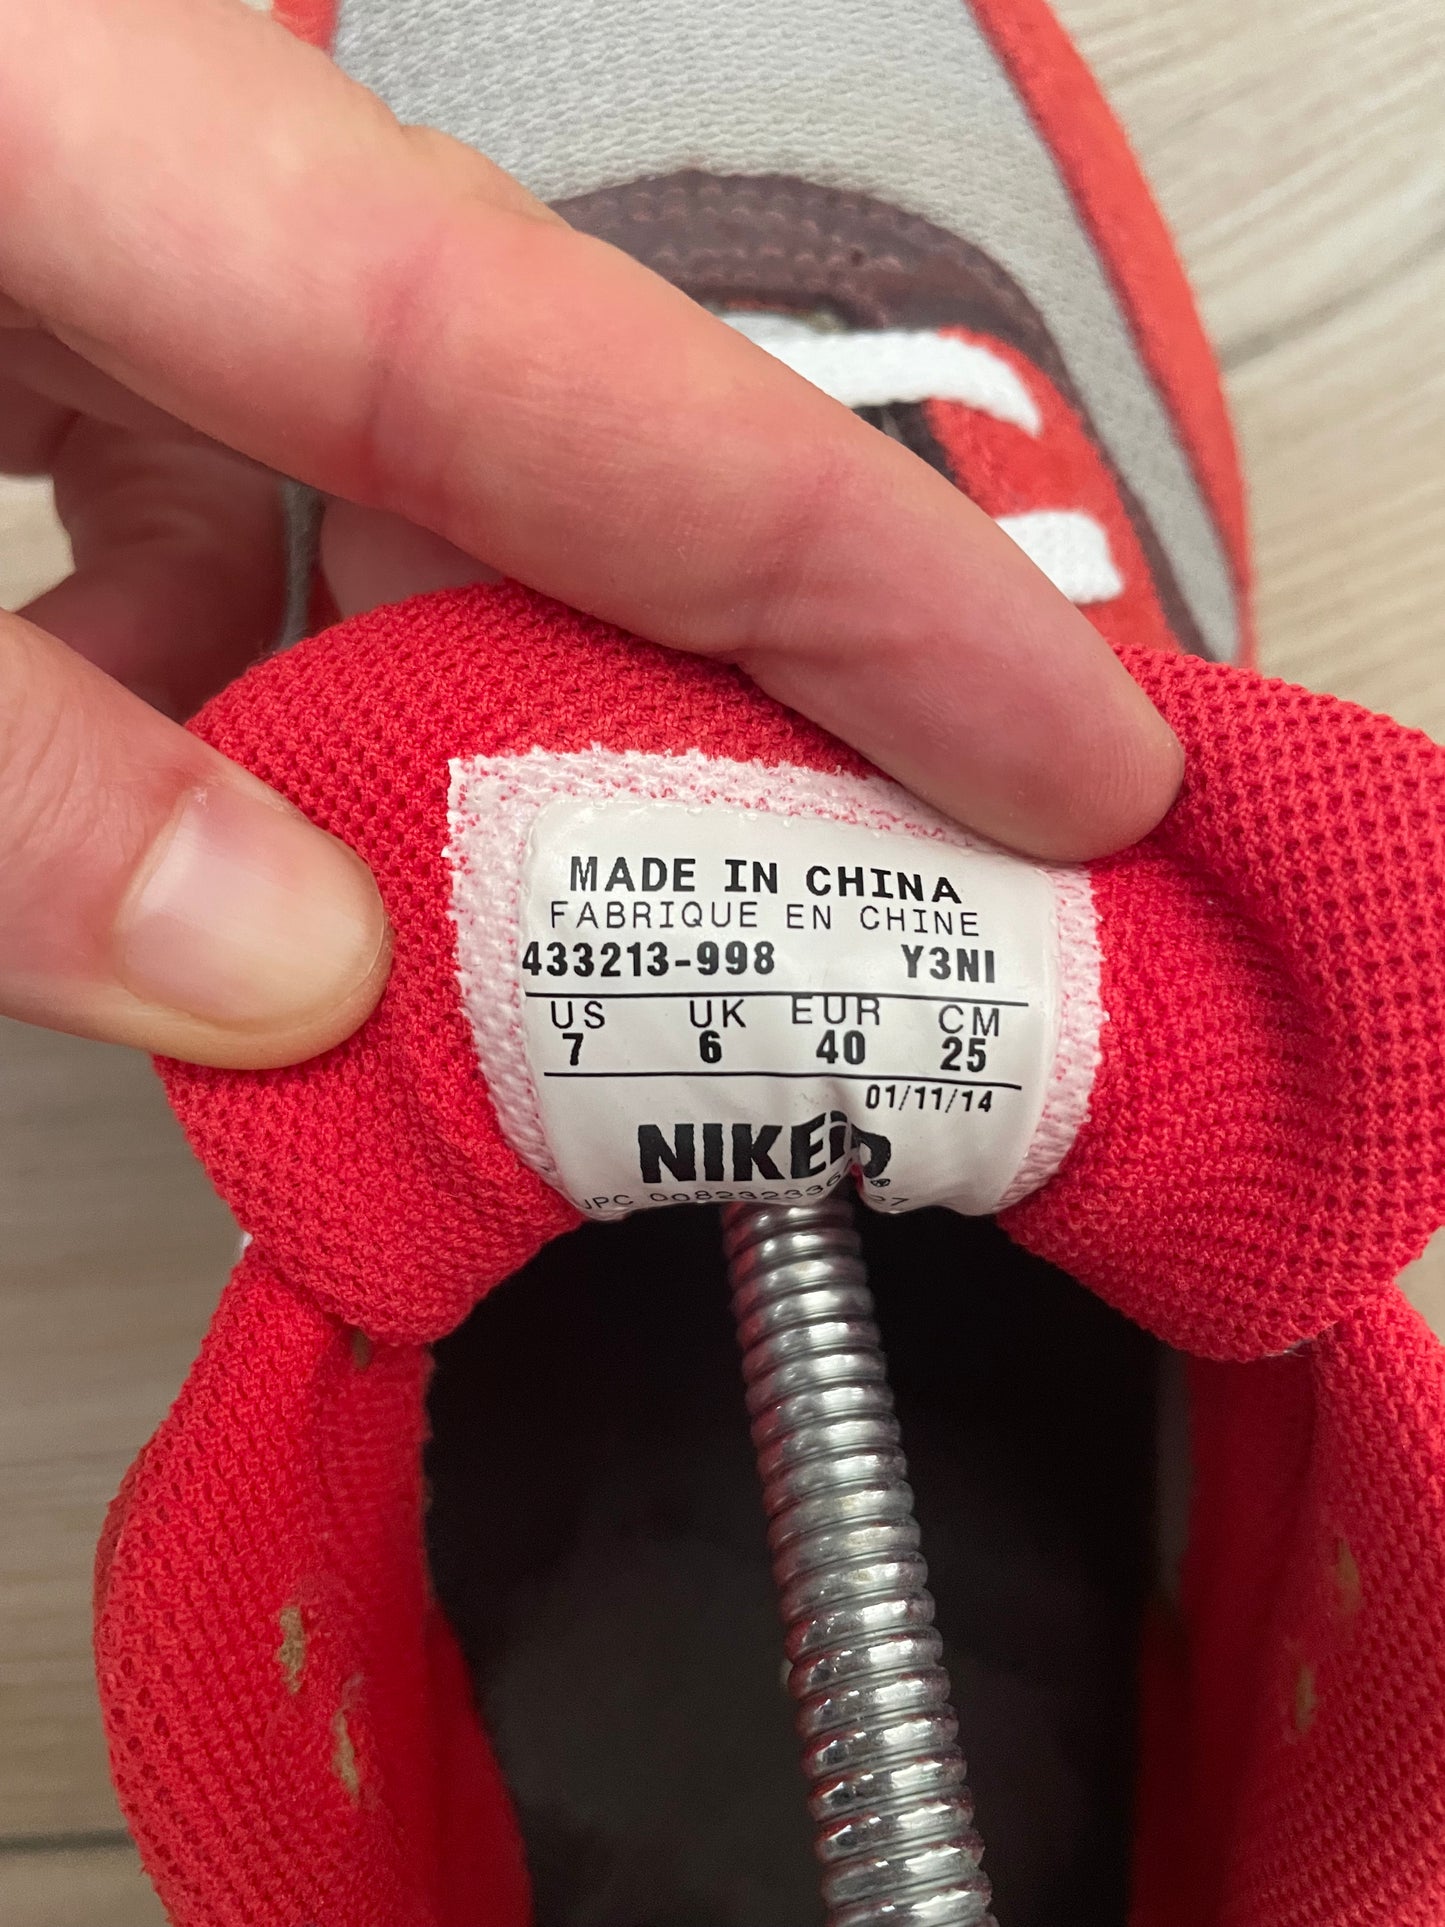 MADE IN CHINA
FABRIQUE EN CHINE
433213-998 Y3NI
US UK EUR CM
7 6 40 25
01/11/14
NIKEiD®
UPC